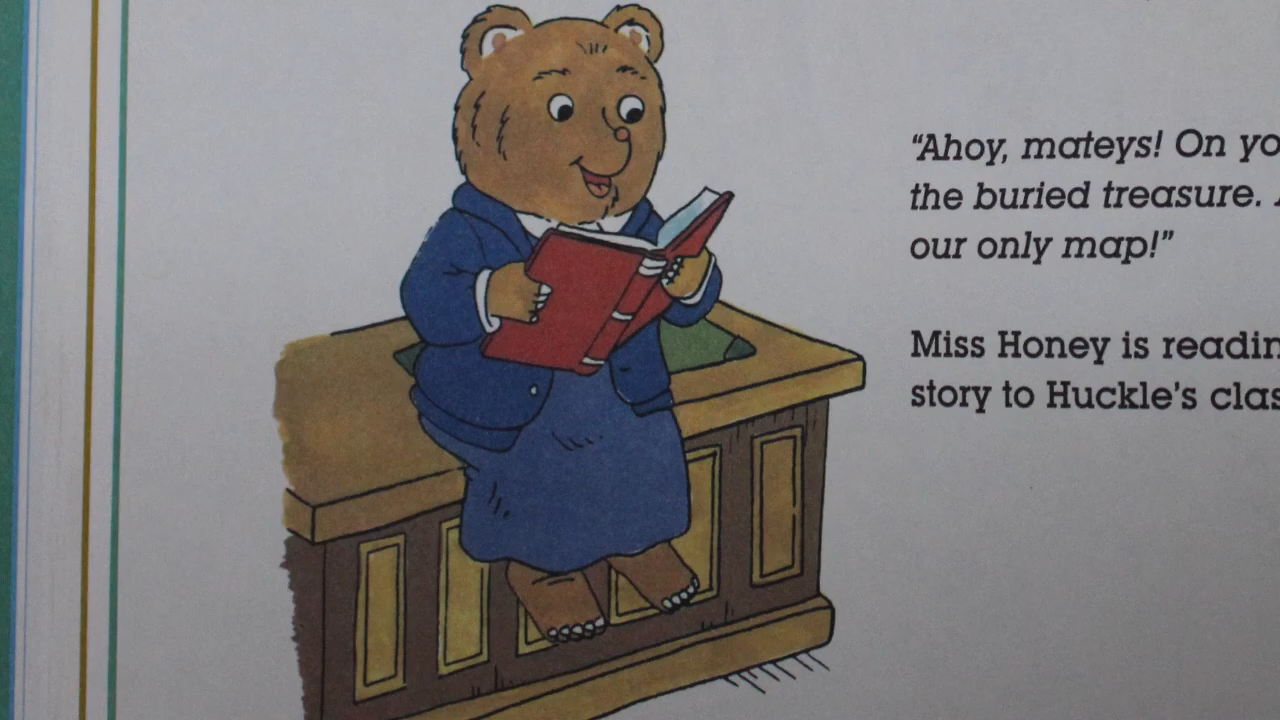 “Ahoy, mateys! On yo
the buried treasure.
our only map!”
Miss Honey is readin
story to Huckle’s clas